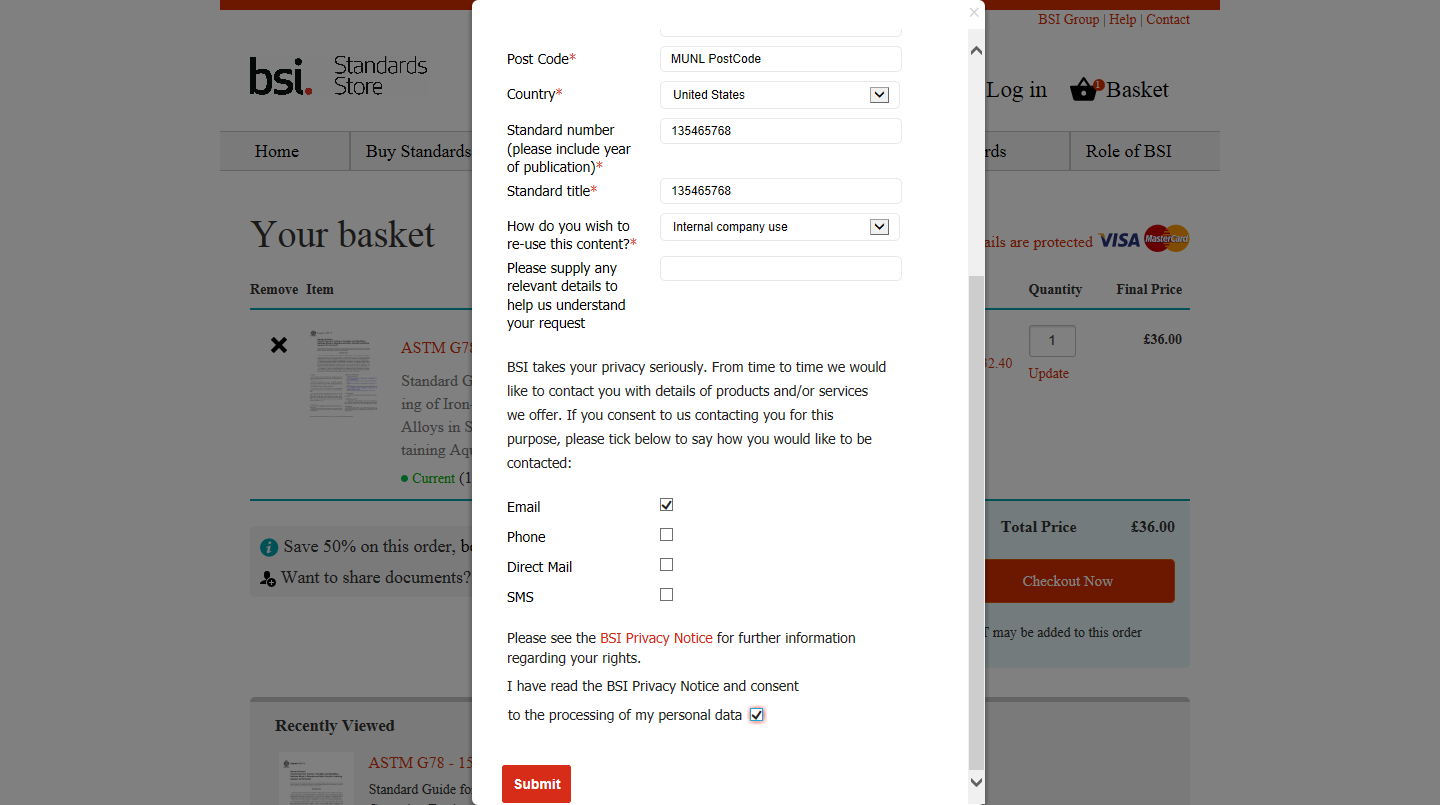 BSI Group | Help | Contact
bsi. Standards Store
Log in
1
Basket
Home
Buy Standards
rds
Role of BSI
Your basket
ails are protected
VISA
MasterCard
Remove
Item
Quantity
Final Price
ASTM G78
Standard G
ing of Iron-
Alloys in S
taining Aqu
Current (1
2.40
1
Update
£36.00
Save 50% on this order, be
Want to share documents?
Total Price
£36.00
Checkout Now
T may be added to this order
Recently Viewed
ASTM G78 - 15
Standard Guide fo
×
Post Code*
MUNL PostCode
Country*
United States
Standard number
(please include year
of publication)*
135465768
Standard title*
135465768
How do you wish to
re-use this content?*
Internal company use
Please supply any
relevant details to
help us understand
your request
BSI takes your privacy seriously. From time to time we would
like to contact you with details of products and/or services
we offer. If you consent to us contacting you for this
purpose, please tick below to say how you would like to be
contacted:
Email
Phone
Direct Mail
SMS
Please see the BSI Privacy Notice for further information
regarding your rights.
I have read the BSI Privacy Notice and consent
to the processing of my personal data
Submit